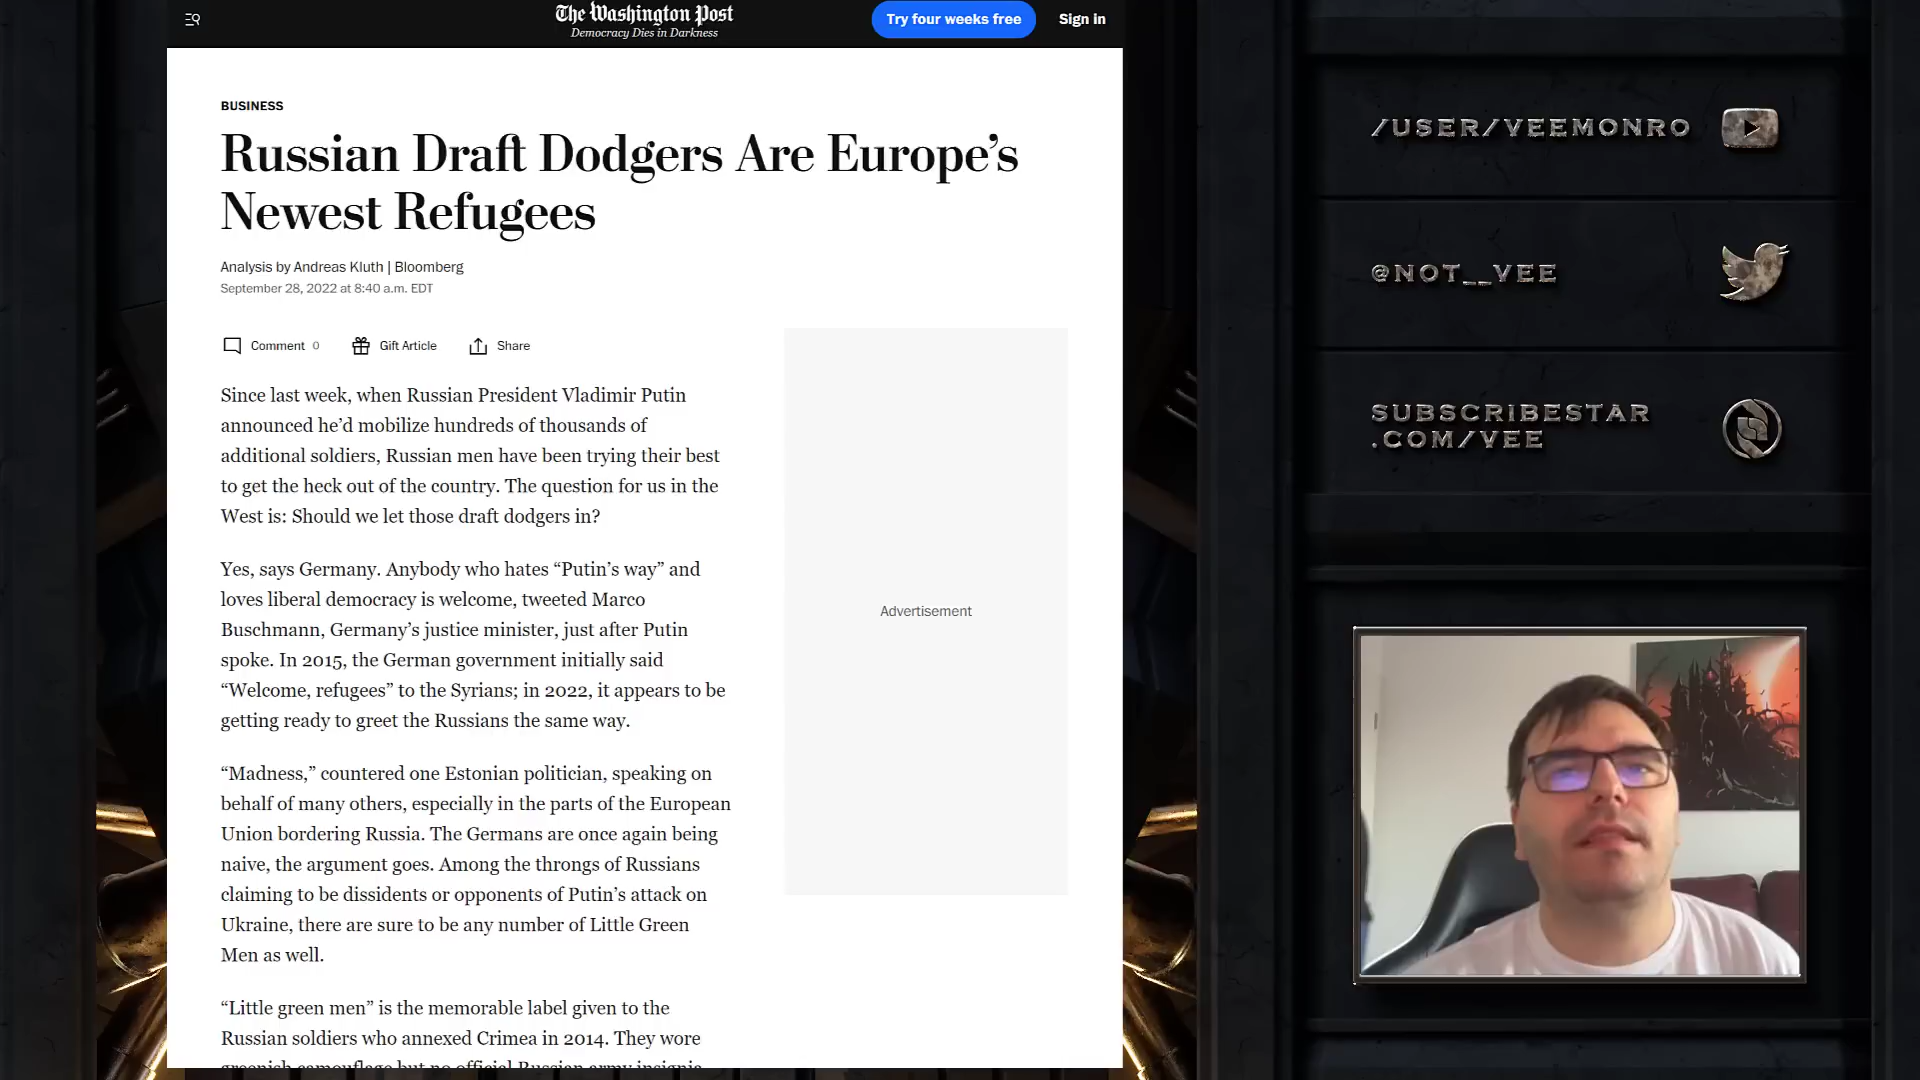 The Washington Post
Democracy Dies in Darkness
Try four weeks free
Sign in
BUSINESS
Russian Draft Dodgers Are Europe’s
Newest Refugees
Analysis by Andreas Kluth | Bloomberg
September 28, 2022 at 8:40 a.m. EDT
Comment 0
Gift Article
Share
Since last week, when Russian President Vladimir Putin
announced he’d mobilize hundreds of thousands of
additional soldiers, Russian men have been trying their best
to get the heck out of the country. The question for us in the
West is: Should we let those draft dodgers in?
Yes, says Germany. Anybody who hates “Putin’s way” and
loves liberal democracy is welcome, tweeted Marco
Buschmann, Germany’s justice minister, just after Putin
spoke. In 2015, the German government initially said
“Welcome, refugees” to the Syrians; in 2022, it appears to be
getting ready to greet the Russians the same way.
“Madness,” countered one Estonian politician, speaking on
behalf of many others, especially in the parts of the European
Union bordering Russia. The Germans are once again being
naive, the argument goes. Among the throngs of Russians
claiming to be dissidents or opponents of Putin’s attack on
Ukraine, there are sure to be any number of Little Green
Men as well.
“Little green men” is the memorable label given to the
Russian soldiers who annexed Crimea in 2014. They wore
greenish camouflage but no official Russian army insignia
Advertisement
/USER/VEEMONRO
@NOT__VEE
SUBSCRIBESTAR
.COM/VEE